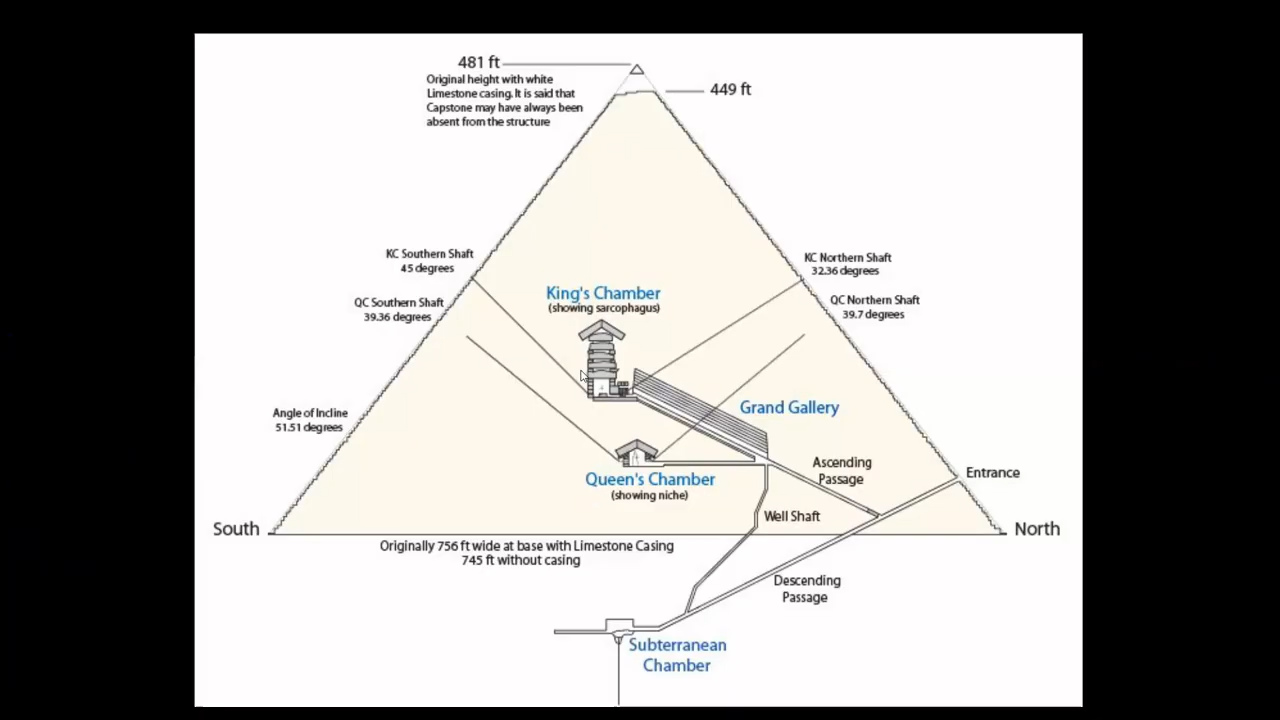 481 ft
Original height with white
Limestone casing. It is said that
Capstone may have always been
absent from the structure
449 ft
KC Southern Shaft
45 degrees
KC Northern Shaft
32.36 degrees
QC Southern Shaft
39.36 degrees
King's Chamber
(showing sarcophagus)
QC Northern Shaft
39.7 degrees
Angle of Incline
51.51 degrees
Grand Gallery
Ascending
Passage
Entrance
Queen's Chamber
(showing niche)
Well Shaft
South
North
Originally 756 ft wide at base with Limestone Casing
745 ft without casing
Descending
Passage
Subterranean
Chamber